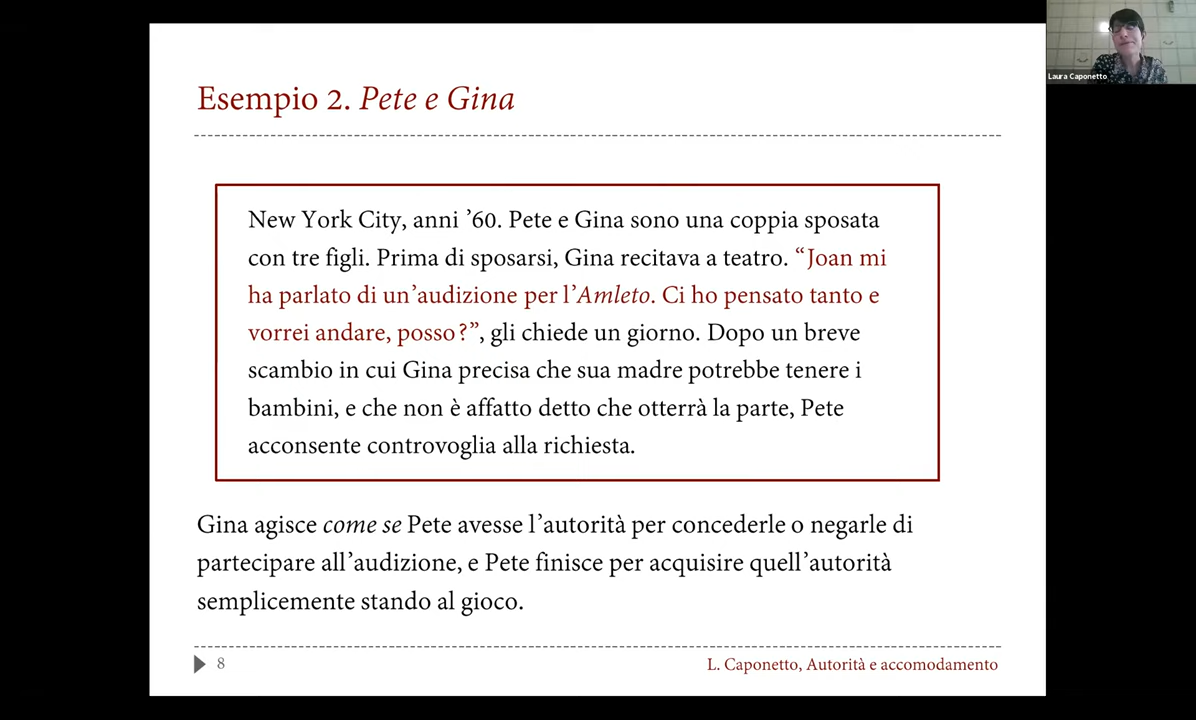 Laura Caponetto
Esempio 2. Pete e Gina
New York City, anni ’60. Pete e Gina sono una coppia sposata
con tre figli. Prima di sposarsi, Gina recitava a teatro. “Joan mi
ha parlato di un’audizione per l’Amleto. Ci ho pensato tanto e
vorrei andare, posso?”, gli chiede un giorno. Dopo un breve
scambio in cui Gina precisa che sua madre potrebbe tenere i
bambini, e che non è affatto detto che otterrà la parte, Pete
acconsente controvoglia alla richiesta.
Gina agisce come se Pete avesse l’autorità per concederle o negarle di
partecipare all’audizione, e Pete finisce per acquisire quell’autorità
semplicemente stando al gioco.
8
L. Caponetto, Autorità e accomodamento